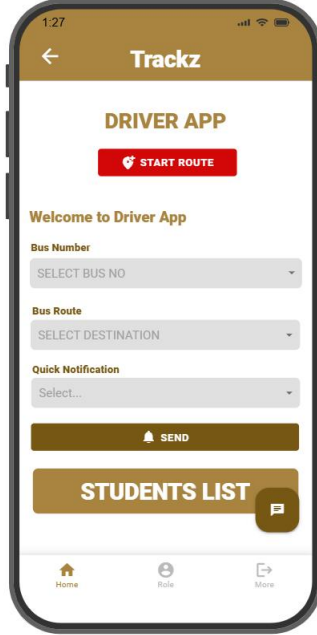 1:27
Trackz
DRIVER APP
START ROUTE
Welcome to Driver App
Bus Number
SELECT BUS NO
Bus Route
SELECT DESTINATION
Quick Notification
Select...
SEND
STUDENTS LIST
Home Role More